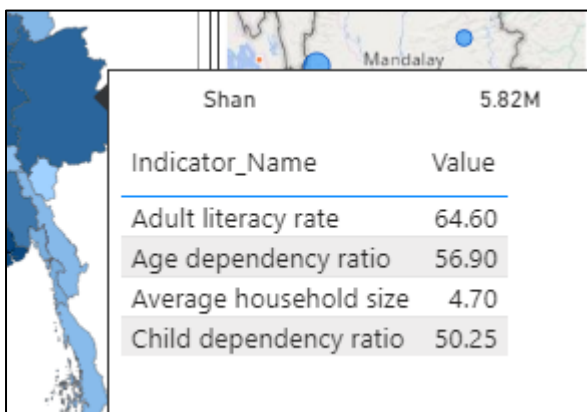 Mandalay
Shan 5.82M
Indicator_Name Value
Adult literacy rate 64.60
Age dependency ratio 56.90
Average household size 4.70
Child dependency ratio 50.25